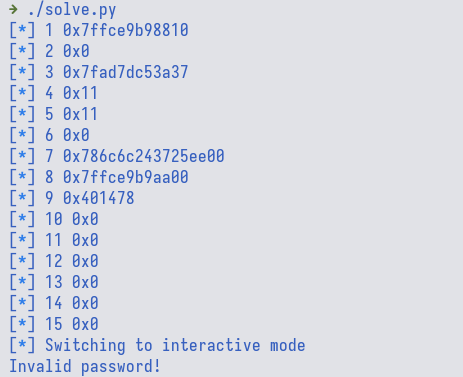 → ./solve.py
[*] 1 0x7ffce9b98810
[*] 2 0x0
[*] 3 0x7fad7dc53a37
[*] 4 0x11
[*] 5 0x11
[*] 6 0x0
[*] 7 0x786c6c243725ee00
[*] 8 0x7ffce9b9aa00
[*] 9 0x401478
[*] 10 0x0
[*] 11 0x0
[*] 12 0x0
[*] 13 0x0
[*] 14 0x0
[*] 15 0x0
[*] Switching to interactive mode
Invalid password!